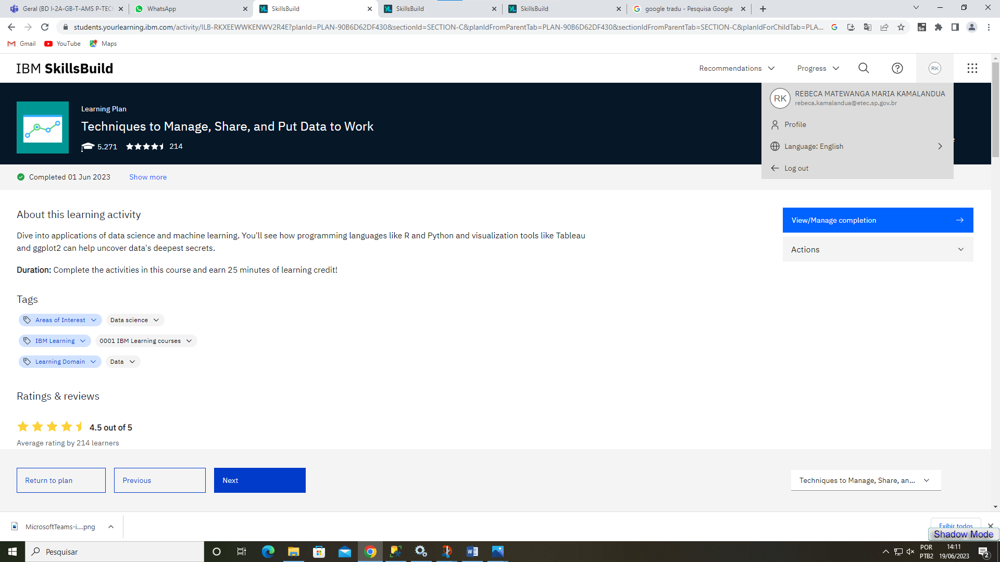 Geral (BD I-2A-GB-T-AMS P-TECH
WhatsApp
SkillsBuild
SkillsBuild
SkillsBuild
google tradu - Pesquisa Google
students.yourlearning.ibm.com/activity/ILB-RKXEEWWKENWV2R4E?planId=PLAN-90B6D62DF430&sectionId=SECTION-C&planIdFromParentTab=PLAN-90B6D62DF430&sectionIdFromParentTab=SECTION-C&planIdForChildTab=PLA...
Gmail
YouTube
Maps
IBM SkillsBuild
Recommendations
Progress
RK
RK
REBECA MATEWANGA MARIA KAMALANDUA
rebeca.kamalandua@etec.sp.gov.br
Profile
Language: English
Log out
Learning Plan
Techniques to Manage, Share, and Put Data to Work
5.271
214
Completed 01 Jun 2023
Show more
About this learning activity
Dive into applications of data science and machine learning. You'll see how programming languages like R and Python and visualization tools like Tableau
and ggplot2 can help uncover data's deepest secrets.
Duration: Complete the activities in this course and earn 25 minutes of learning credit!
View/Manage completion
Actions
Tags
Areas of Interest
Data science
IBM Learning
0001 IBM Learning courses
Learning Domain
Data
Ratings & reviews
4.5 out of 5
Average rating by 214 learners
Return to plan
Previous
Next
Techniques to Manage, Share, an...
MicrosoftTeams-i....png
Exibir todos
Shadow Mode
Pesquisar
POR
PTB2
14:11
19/06/2023
2